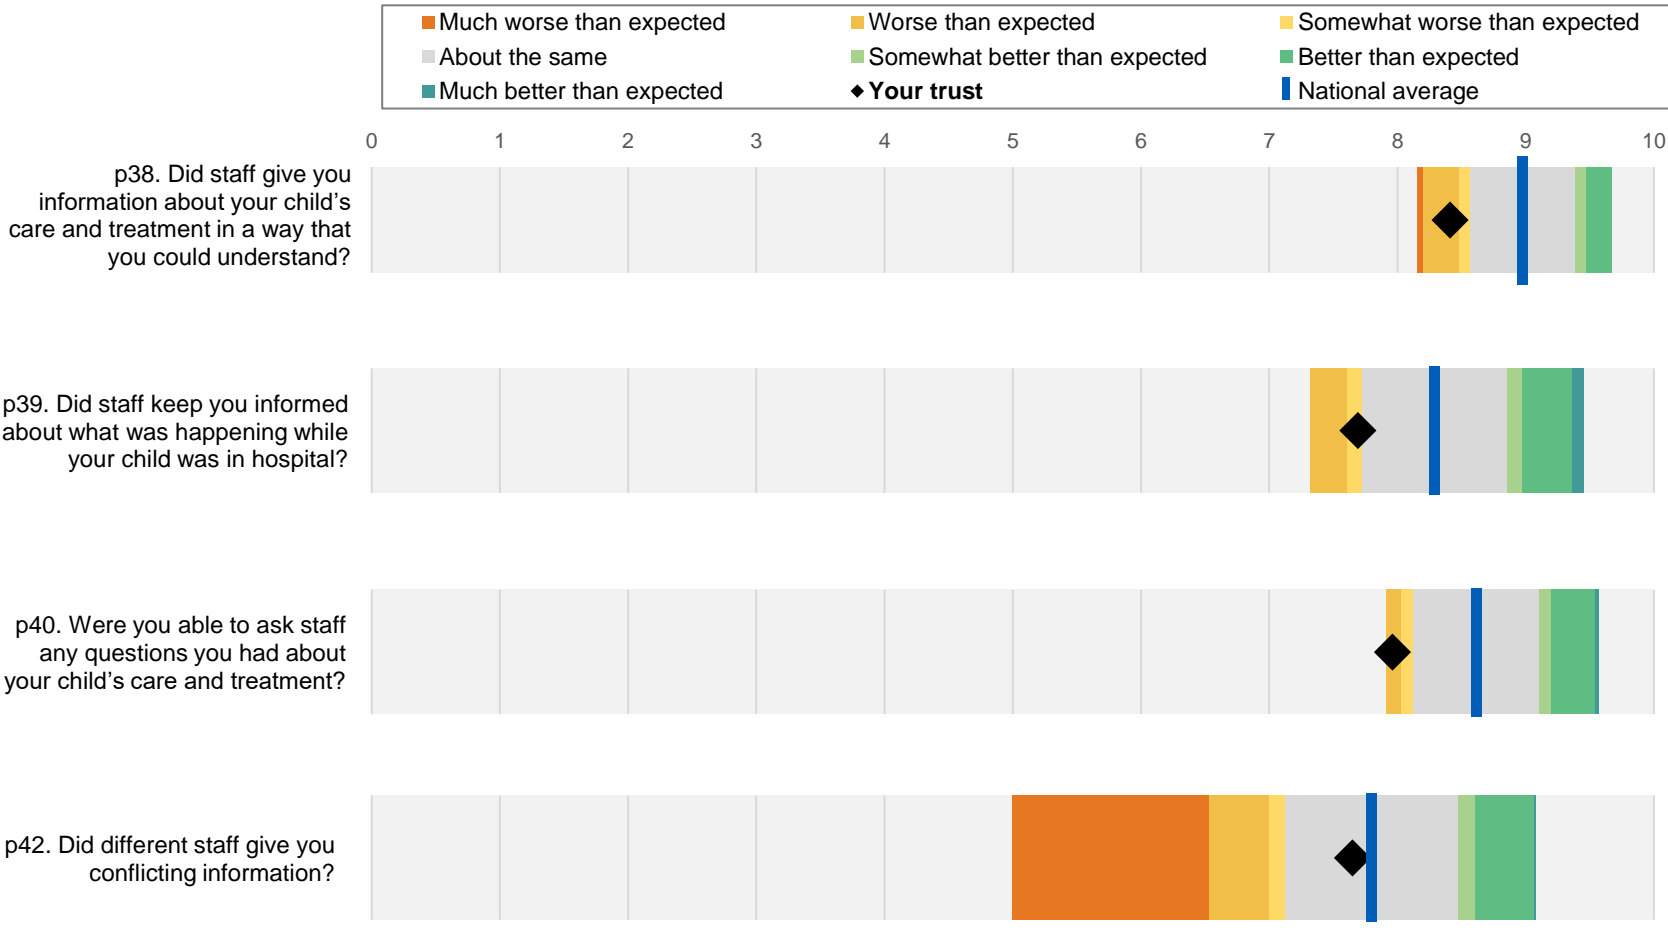 Much worse than expected
Worse than expected
Somewhat worse than expected
About the same
Somewhat better than expected
Better than expected
Much better than expected
Your trust
National average
0 1 2 3 4 5 6 7 8 9 10
p38. Did staff give you
information about your child’s
care and treatment in a way that
you could understand?
p39. Did staff keep you informed
about what was happening while
your child was in hospital?
p40. Were you able to ask staff
any questions you had about
your child’s care and treatment?
p42. Did different staff give you
conflicting information?